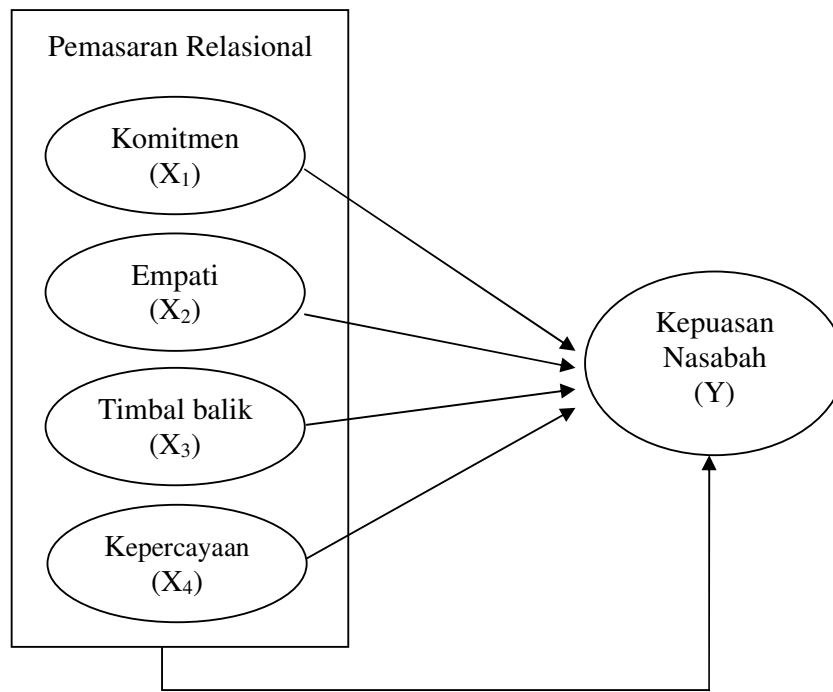 Pemasaran Relasional
Komitmen
(X₁)
Empati
(X₂)
Timbal balik
(X₃)
Kepercayaan
(X₄)
Kepuasan
Nasabah
(Y)